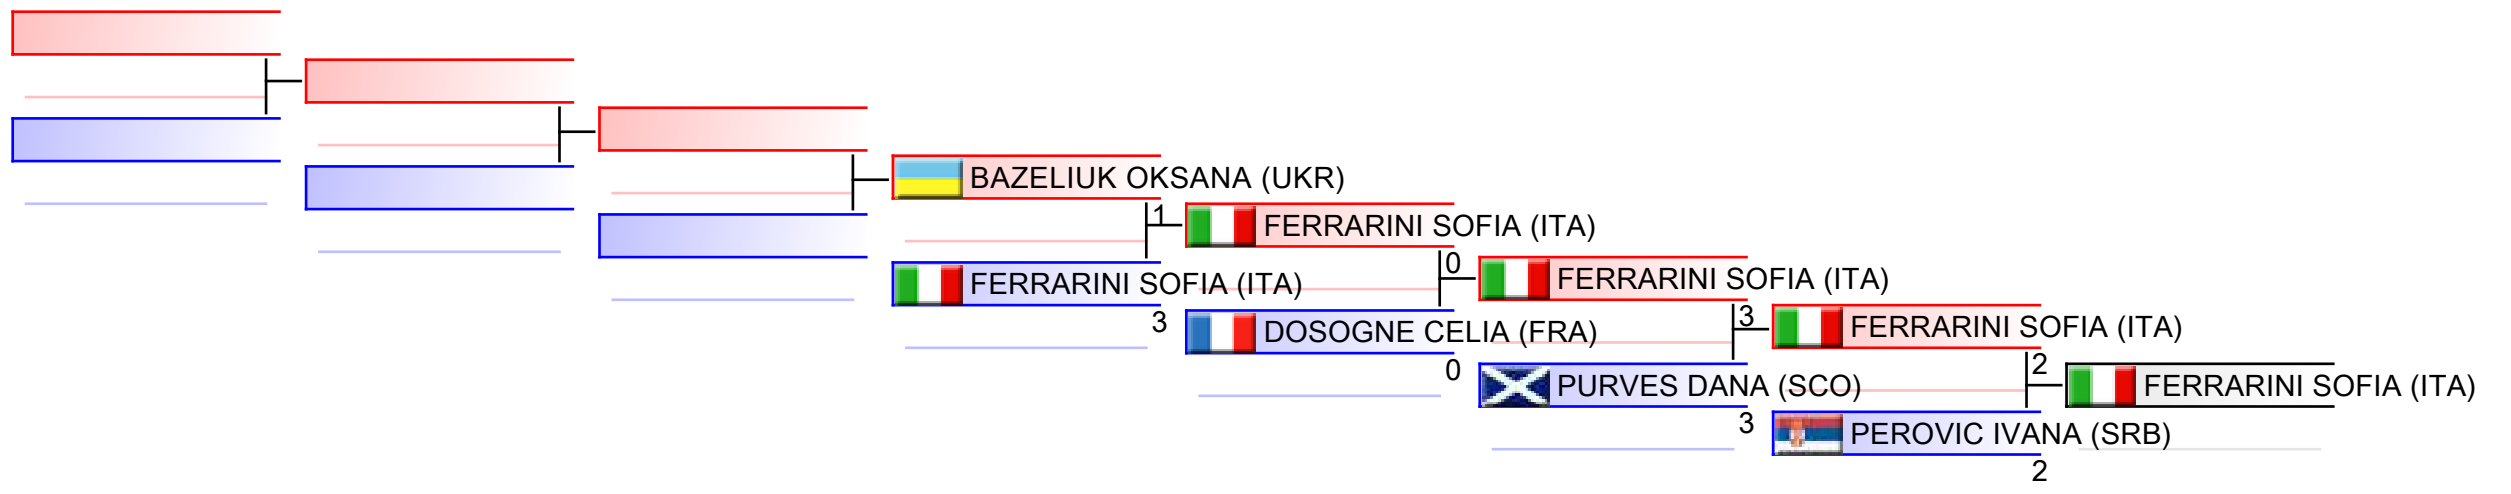 BAZELIUK OKSANA (UKR)
1
FERRARINI SOFIA (ITA)
3
FERRARINI SOFIA (ITA)
0
DOSOGNE CELIA (FRA)
0
FERRARINI SOFIA (ITA)
3
PURVES DANA (SCO)
3
FERRARINI SOFIA (ITA)
2
PEROVIC IVANA (SRB)
2
FERRARINI SOFIA (ITA)